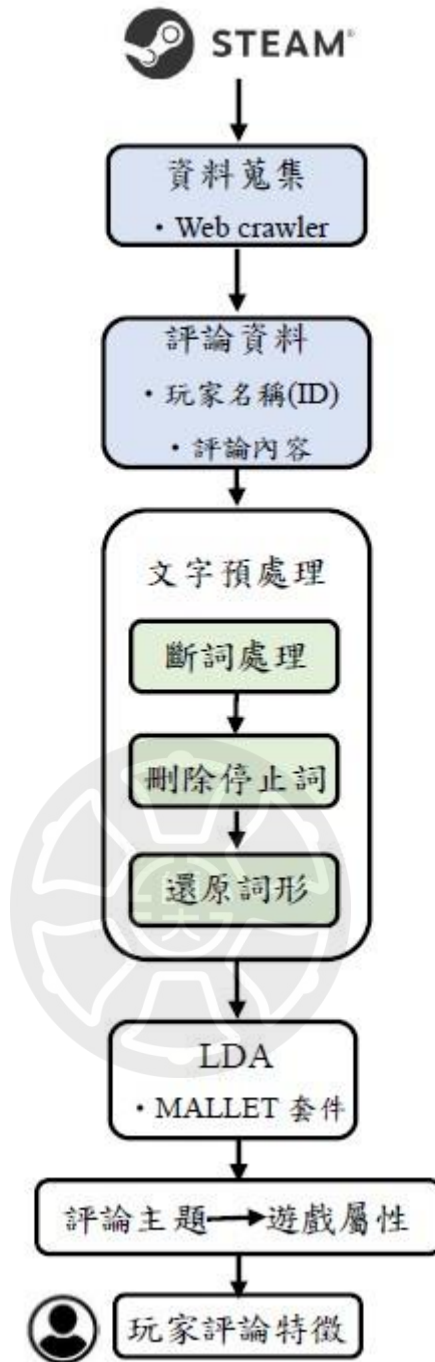 STEAM®
資料蒐集
・Web crawler
評論資料
・玩家名稱(ID)
・評論內容
文字預處理
斷詞處理
刪除停止詞
還原詞形
LDA
・MALLET 套件
評論主題→遊戲屬性
玩家評論特徵